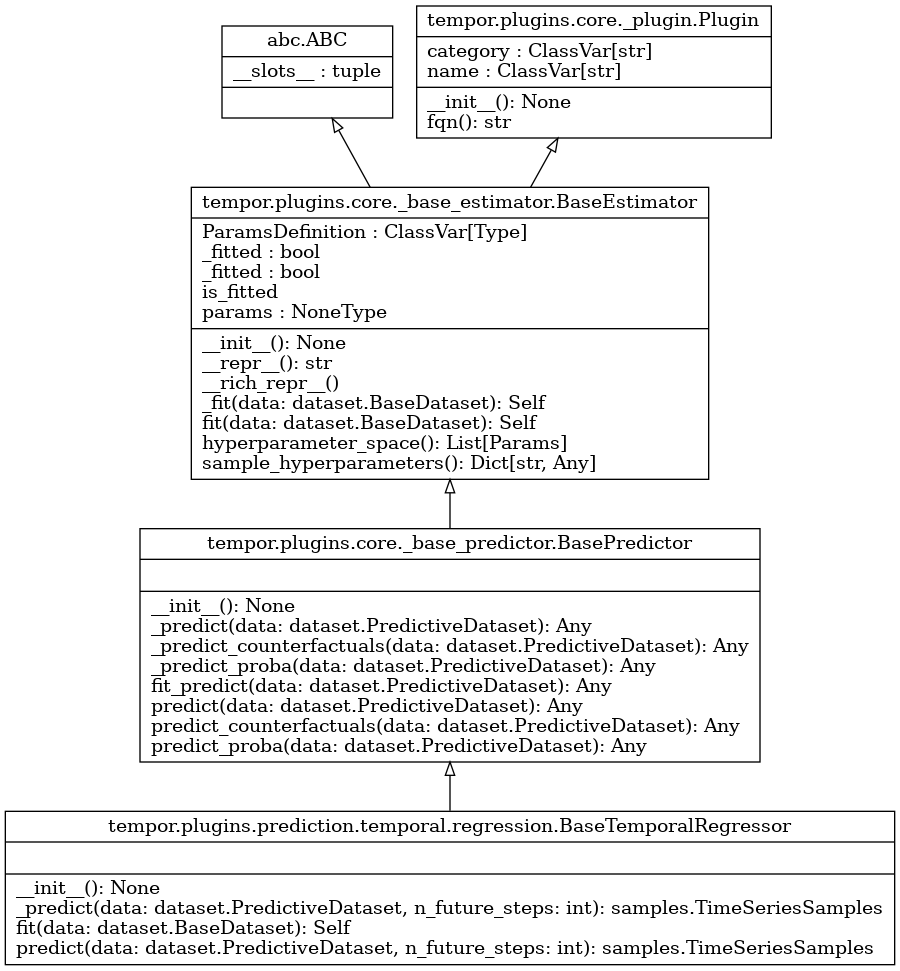 abc.ABC
__slots__ : tuple
tempor.plugins.core._plugin.Plugin
category : ClassVar[str]
name : ClassVar[str]
__init__(): None
fqn(): str
tempor.plugins.core._base_estimator.BaseEstimator
ParamsDefinition : ClassVar[Type]
_fitted : bool
_fitted : bool
is_fitted
params : NoneType
__init__(): None
__repr__(): str
__rich_repr__()
_fit(data: dataset.BaseDataset): Self
fit(data: dataset.BaseDataset): Self
hyperparameter_space(): List[Params]
sample_hyperparameters(): Dict[str, Any]
tempor.plugins.core._base_predictor.BasePredictor
__init__(): None
_predict(data: dataset.PredictiveDataset): Any
_predict_counterfactuals(data: dataset.PredictiveDataset): Any
_predict_proba(data: dataset.PredictiveDataset): Any
fit_predict(data: dataset.PredictiveDataset): Any
predict(data: dataset.PredictiveDataset): Any
predict_counterfactuals(data: dataset.PredictiveDataset): Any
predict_proba(data: dataset.PredictiveDataset): Any
tempor.plugins.prediction.temporal.regression.BaseTemporalRegressor
__init__(): None
_predict(data: dataset.PredictiveDataset, n_future_steps: int): samples.TimeSeriesSamples
fit(data: dataset.BaseDataset): Self
predict(data: dataset.PredictiveDataset, n_future_steps: int): samples.TimeSeriesSamples